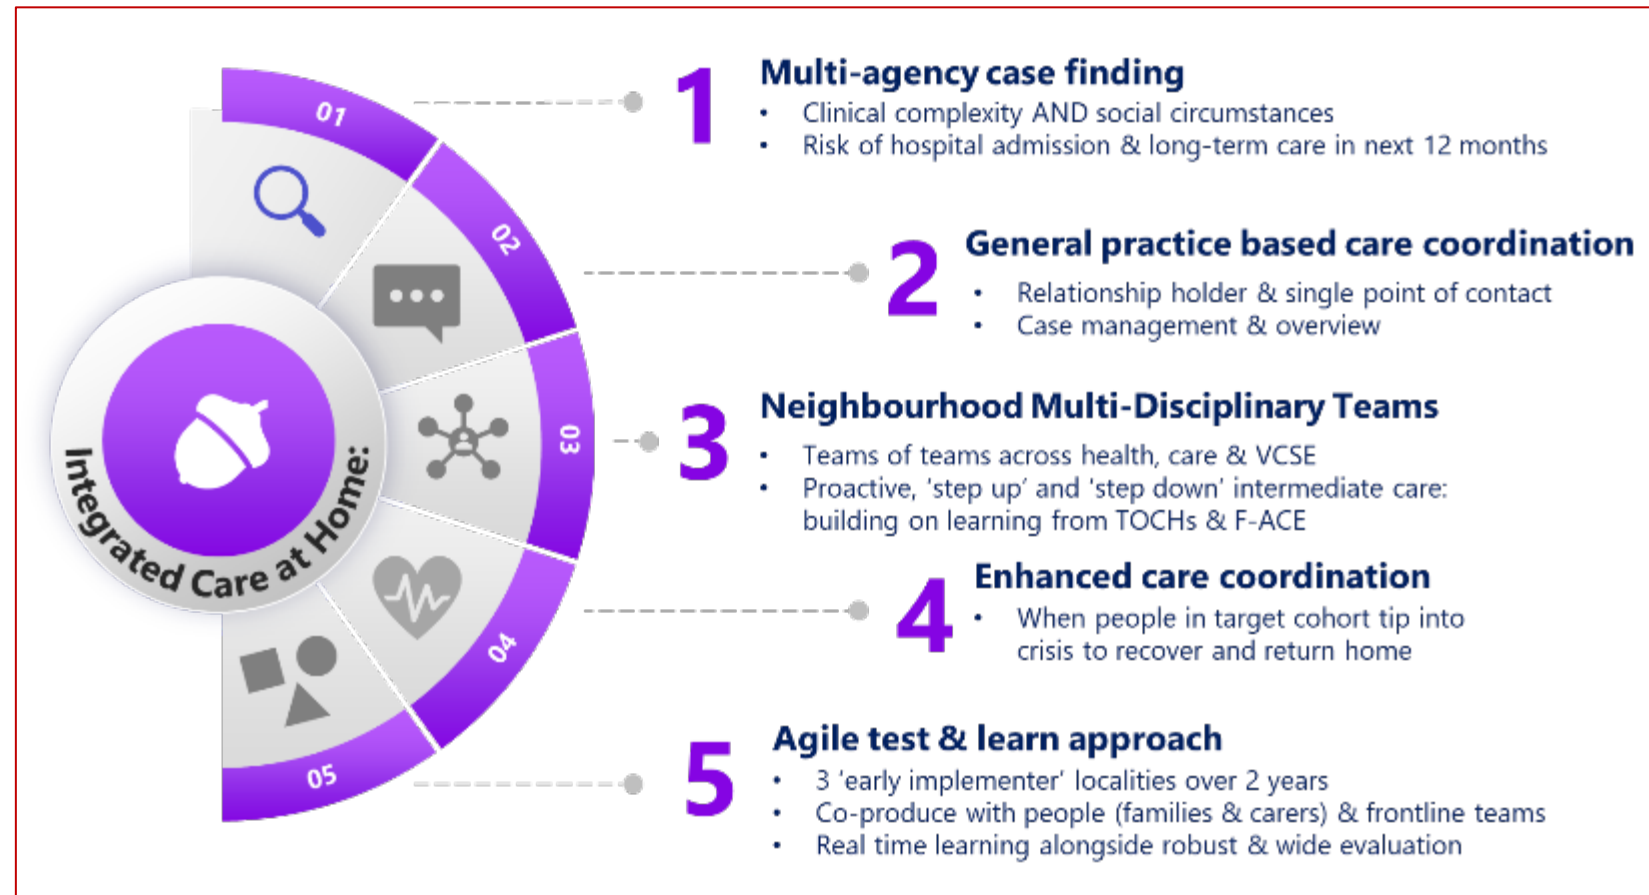 Integrated Care at Home:
01
02
03
04
05
1
Multi-agency case finding
• Clinical complexity AND social circumstances
• Risk of hospital admission & long-term care in next 12 months
2
General practice based care coordination
• Relationship holder & single point of contact
• Case management & overview
3
Neighbourhood Multi-Disciplinary Teams
• Teams of teams across health, care & VCSE
• Proactive, ‘step up’ and ‘step down’ intermediate care:
building on learning from TOCHs & F-ACE
4
Enhanced care coordination
• When people in target cohort tip into
crisis to recover and return home
5
Agile test & learn approach
• 3 ‘early implementer’ localities over 2 years
• Co-produce with people (families & carers) & frontline teams
• Real time learning alongside robust & wide evaluation